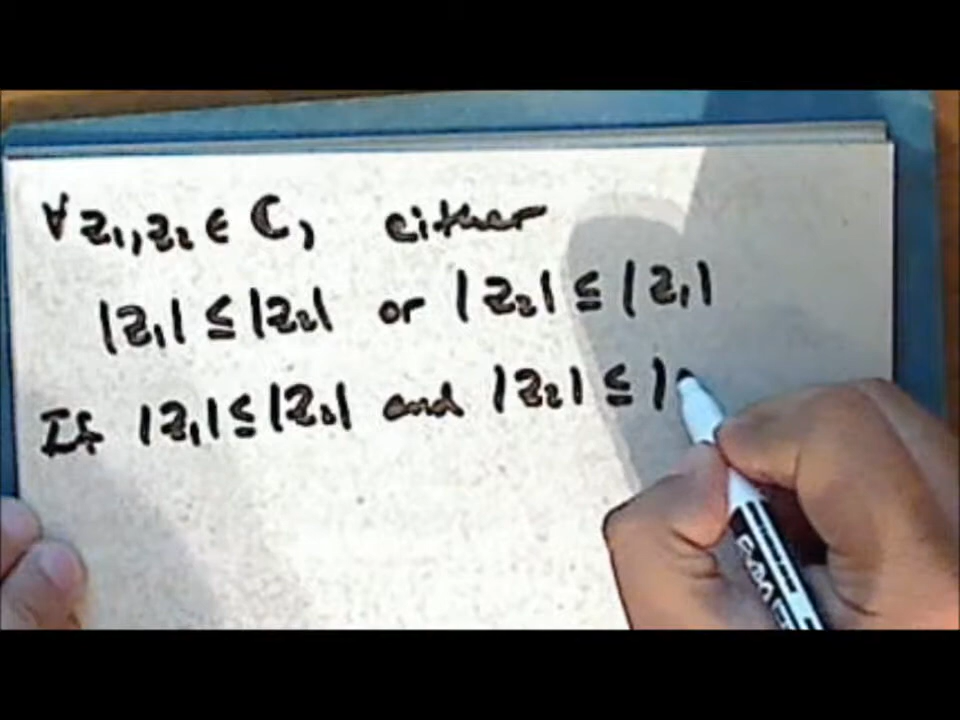 ∀ z₁, z₂ ∈ ℂ, either
|z₁| ≤ |z₂| or |z₂| ≤ |z₁|
If |z₁| ≤ |z₂| and |z₂| ≤ |